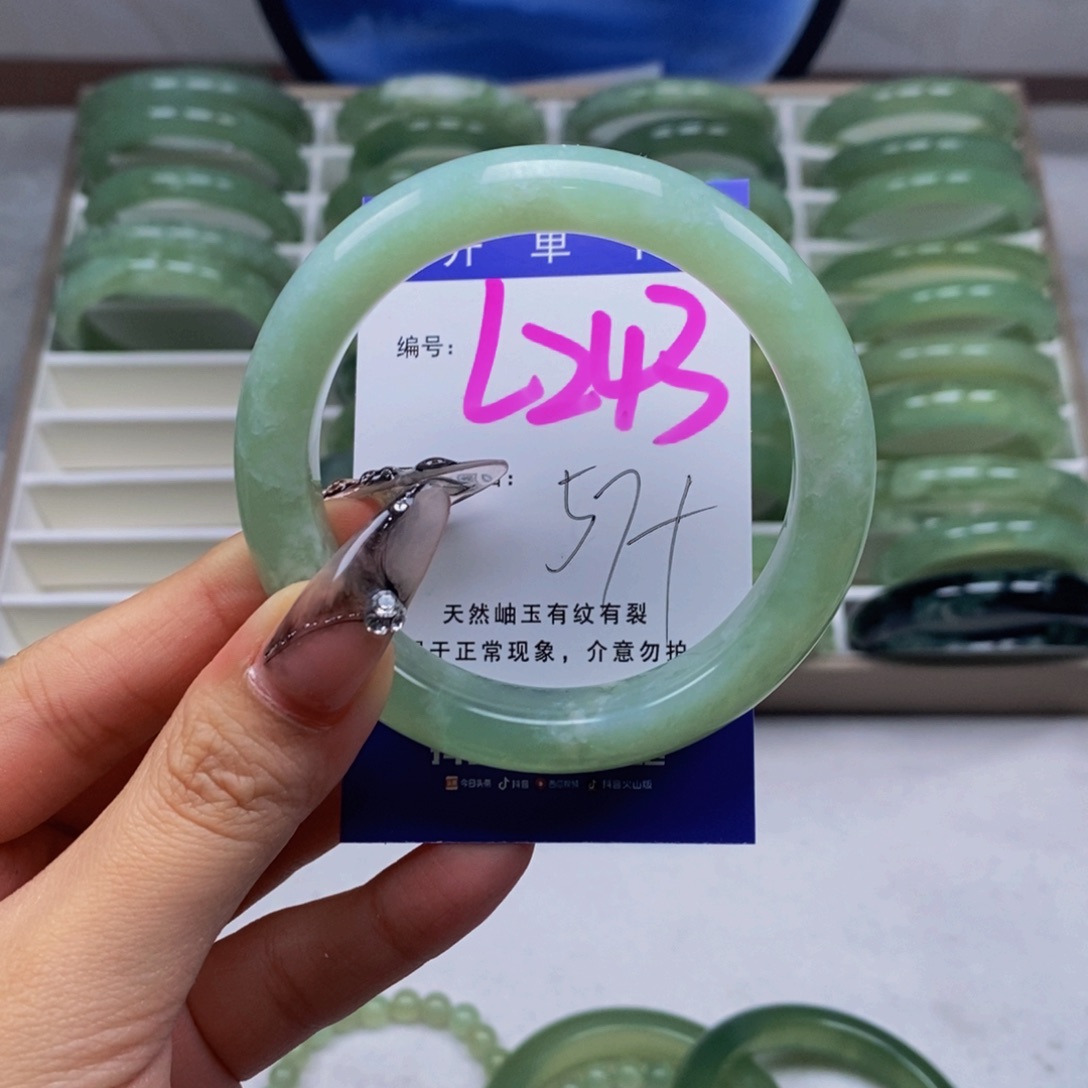 开单卡
编号：L243
57+
天然岫玉有纹有裂
属于正常现象，介意勿拍
今日头条 抖音 西瓜视频 抖音火山版